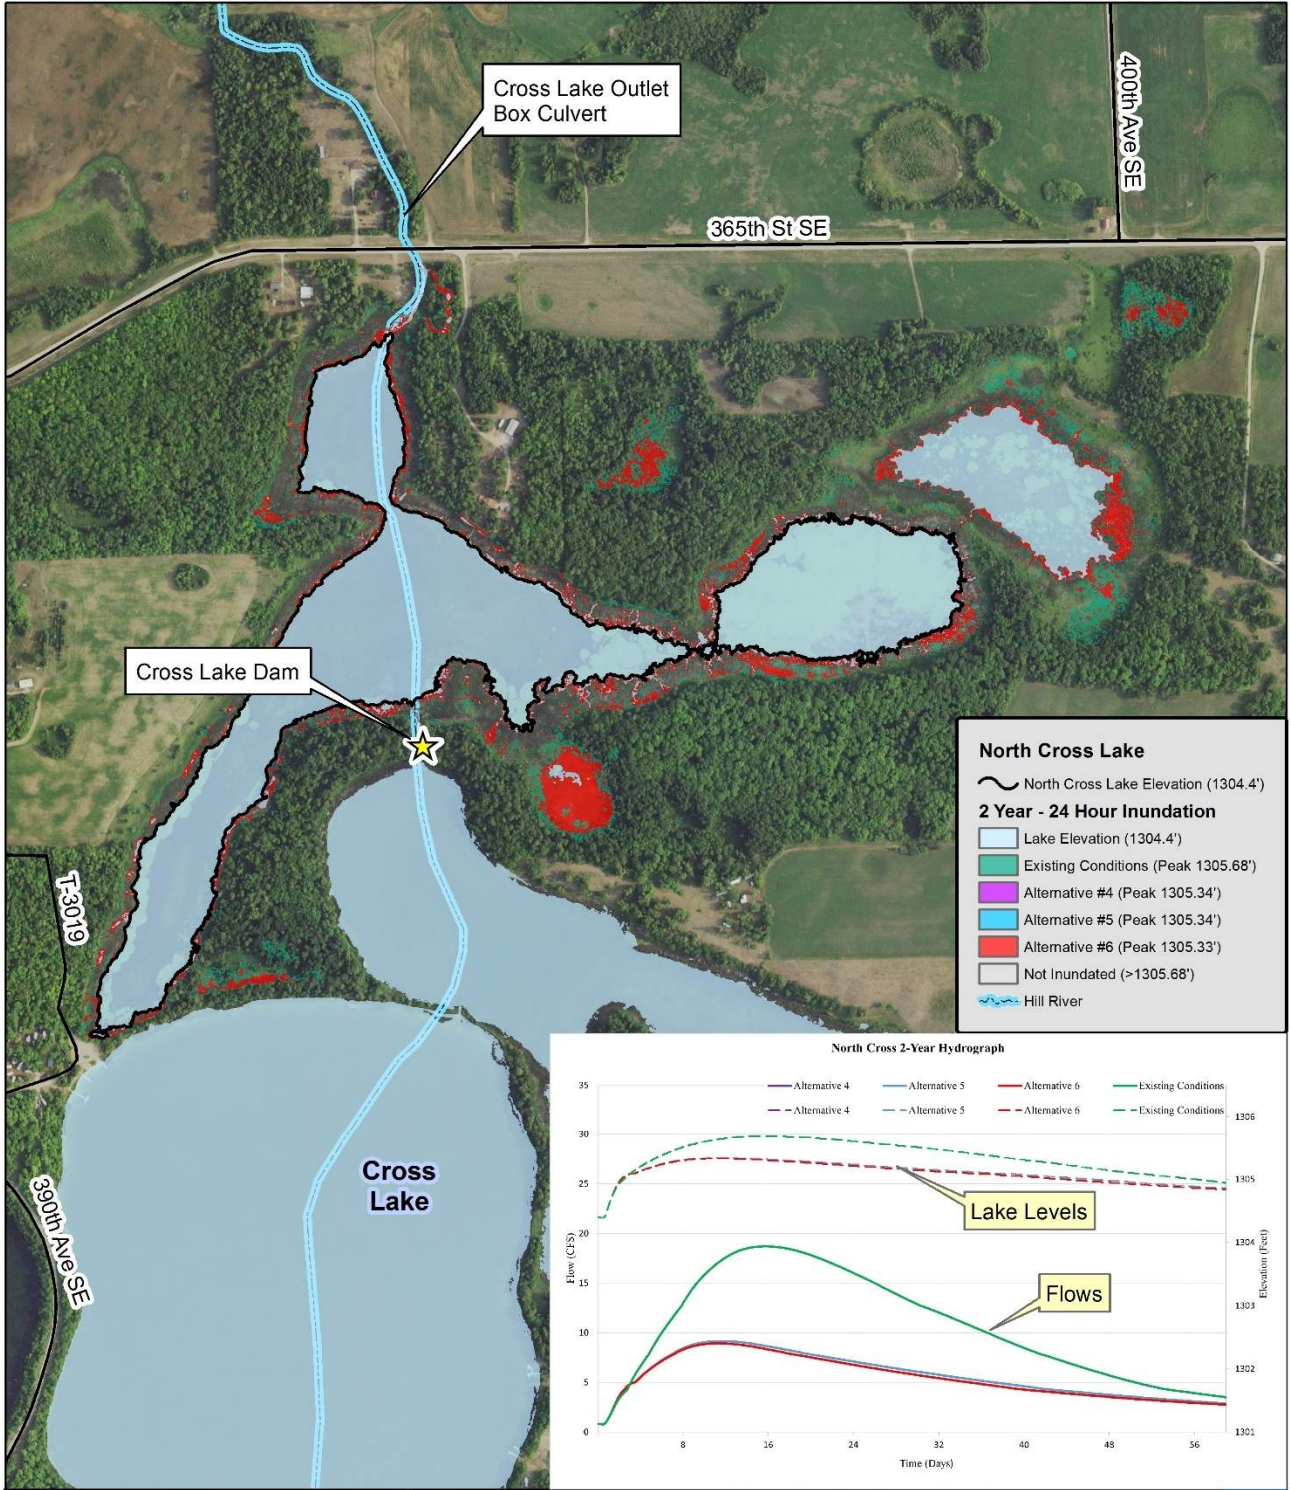 Cross Lake Outlet
Box Culvert
400th Ave SE
365th St SE
Cross Lake Dam
T-3019
390th Ave SE
Cross
Lake
North Cross Lake
North Cross Lake Elevation (1304.4')
2 Year - 24 Hour Inundation
Lake Elevation (1304.4')
Existing Conditions (Peak 1305.68')
Alternative #4 (Peak 1305.34')
Alternative #5 (Peak 1305.34')
Alternative #6 (Peak 1305.33')
Not Inundated (>1305.68')
Hill River
North Cross 2-Year Hydrograph
Alternative 4 Alternative 5 Alternative 6 Existing Conditions
Alternative 4 Alternative 5 Alternative 6 Existing Conditions
35
30
25
20
15
10
5
0
Flow (CFS)
Lake Levels
Flows
1306
1305
1304
1303
1302
1301
Elevation (Feet)
8 16 24 32 40 48 56
Time (Days)